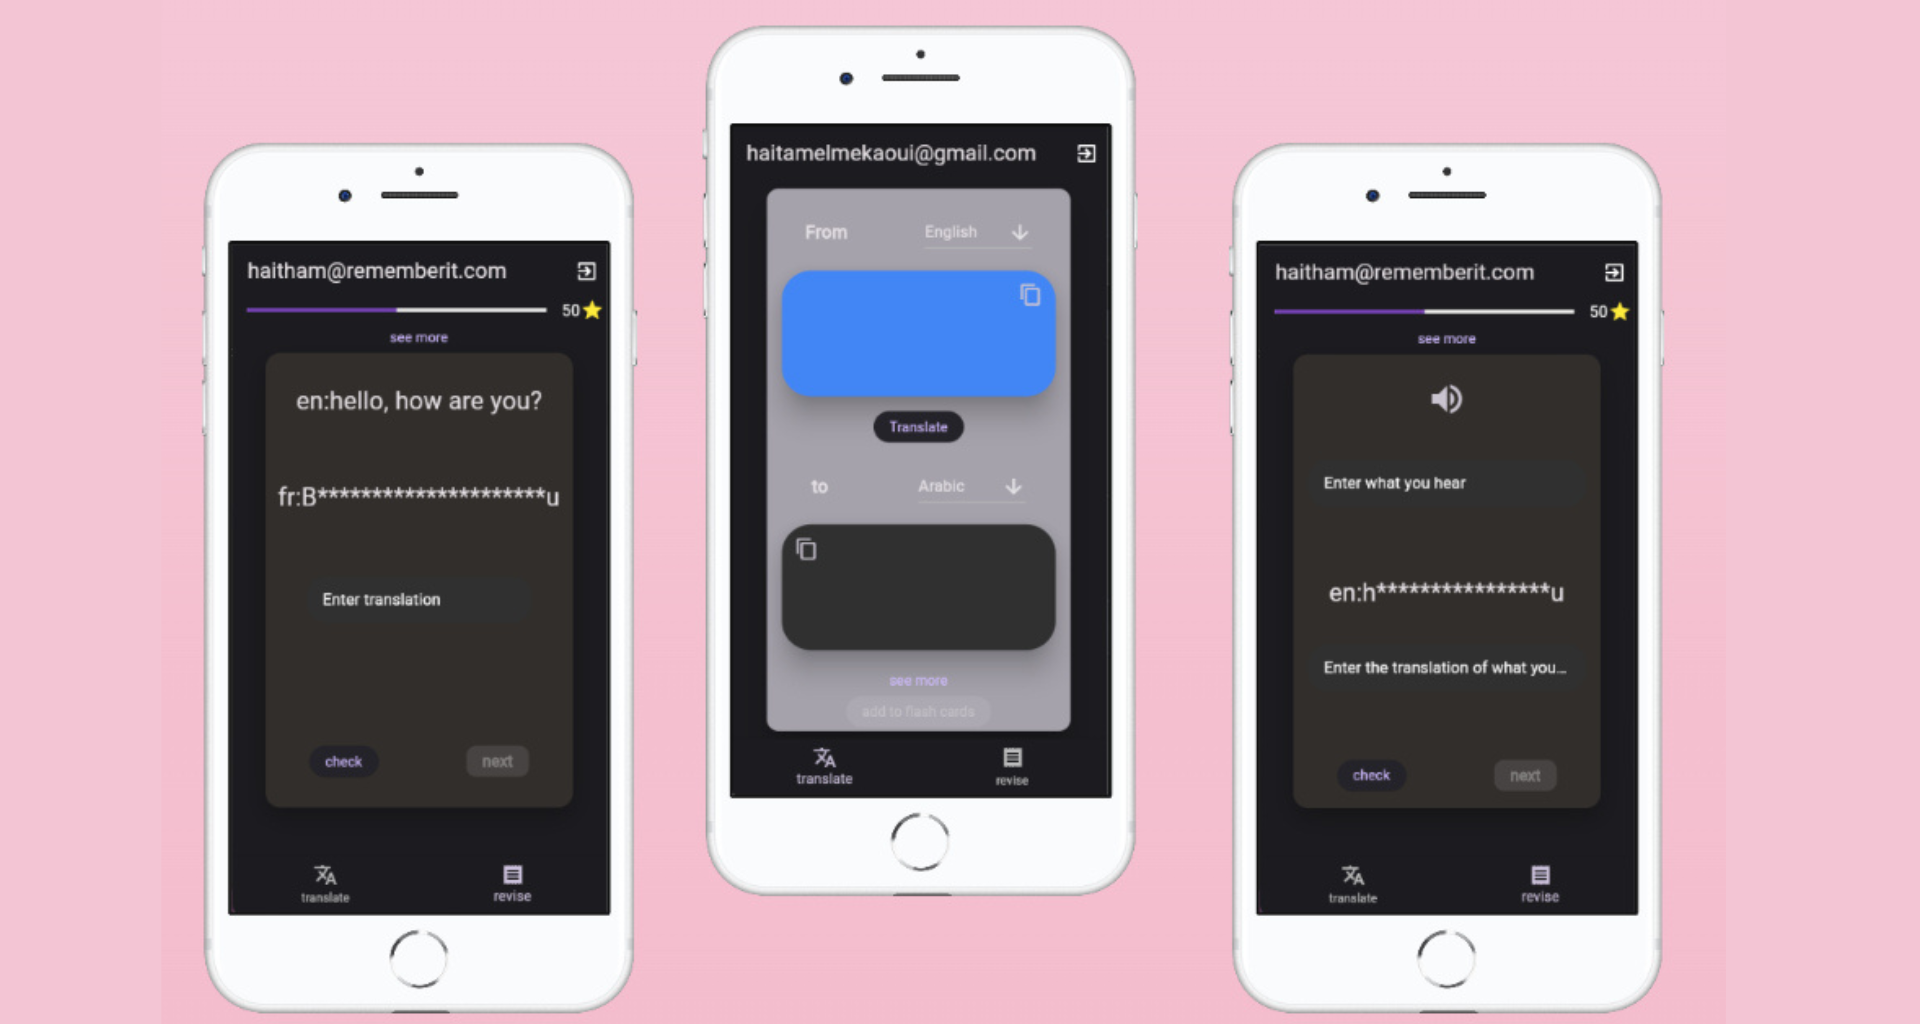 haitham@rememberit.com
50
see more
en:hello, how are you?
fr:B*********************u
Enter translation
check
next
translate
revise
haitamelmekaoui@gmail.com
From
English
Translate
to
Arabic
see more
add to flash cards
translate
revise
haitham@rememberit.com
50
see more
Enter what you hear
en:h****************u
Enter the translation of what you...
check
next
translate
revise